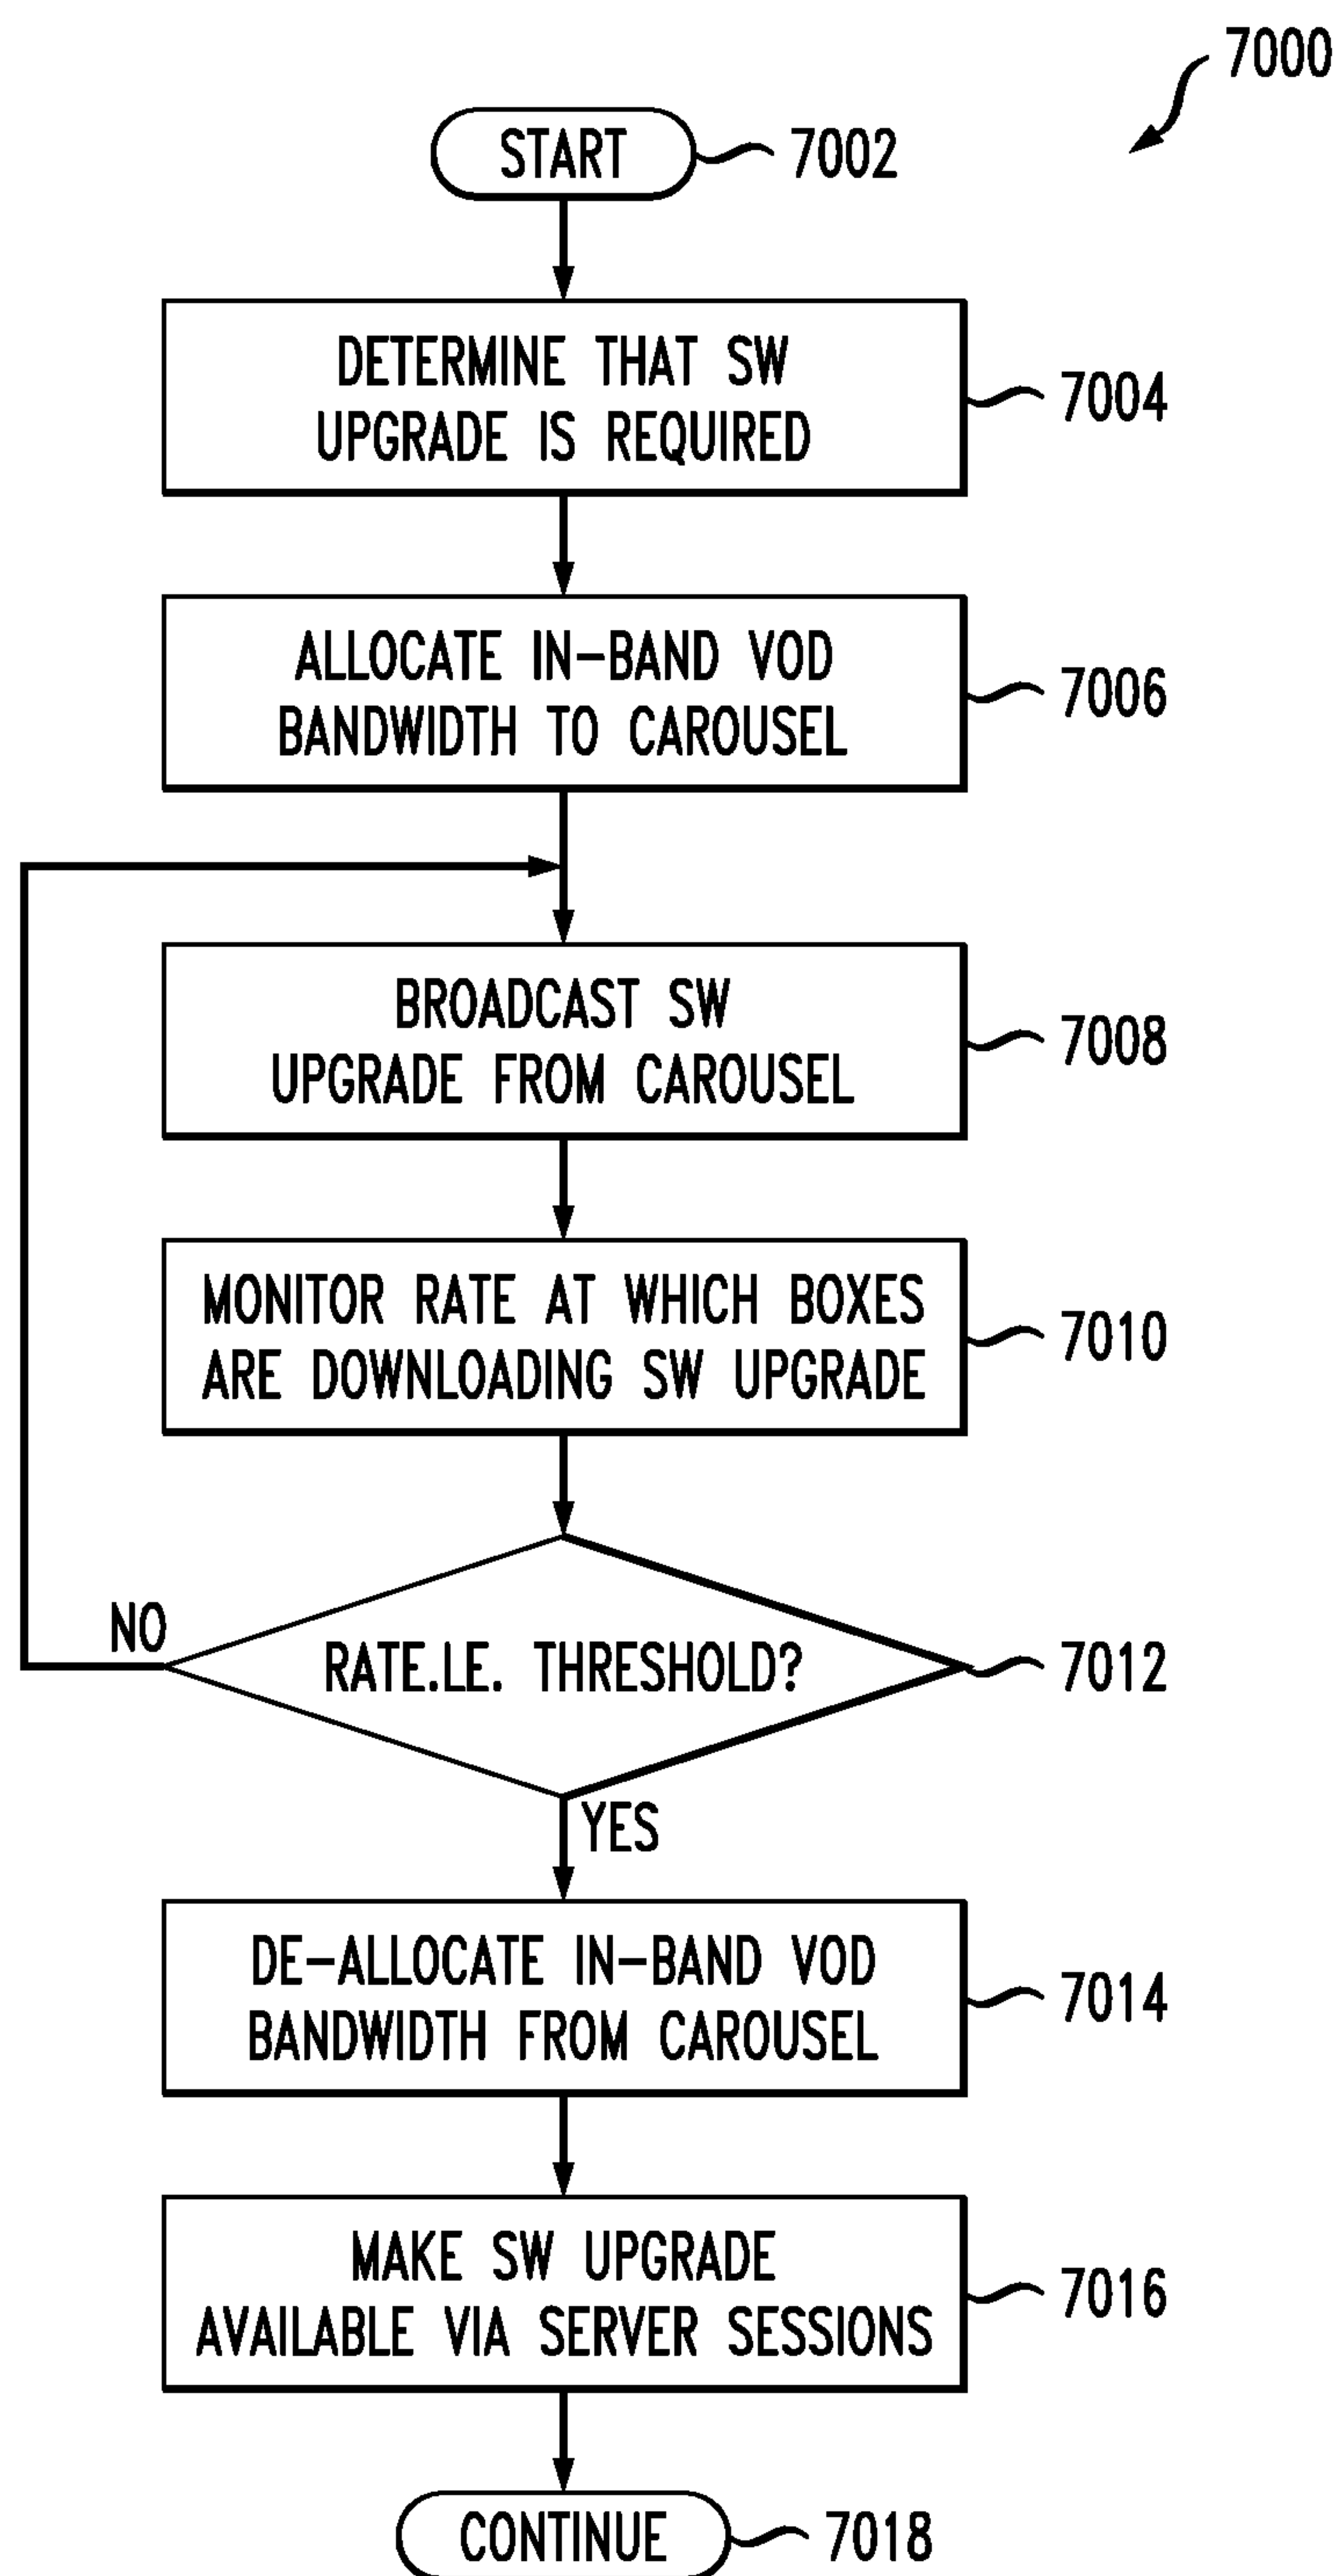 7000
START
7002
DETERMINE THAT SW
UPGRADE IS REQUIRED
7004
ALLOCATE IN-BAND VOD
BANDWIDTH TO CAROUSEL
7006
BROADCAST SW
UPGRADE FROM CAROUSEL
7008
MONITOR RATE AT WHICH BOXES
ARE DOWNLOADING SW UPGRADE
7010
NO
RATE.LE. THRESHOLD?
7012
YES
DE-ALLOCATE IN-BAND VOD
BANDWIDTH FROM CAROUSEL
7014
MAKE SW UPGRADE
AVAILABLE VIA SERVER SESSIONS
7016
CONTINUE
7018